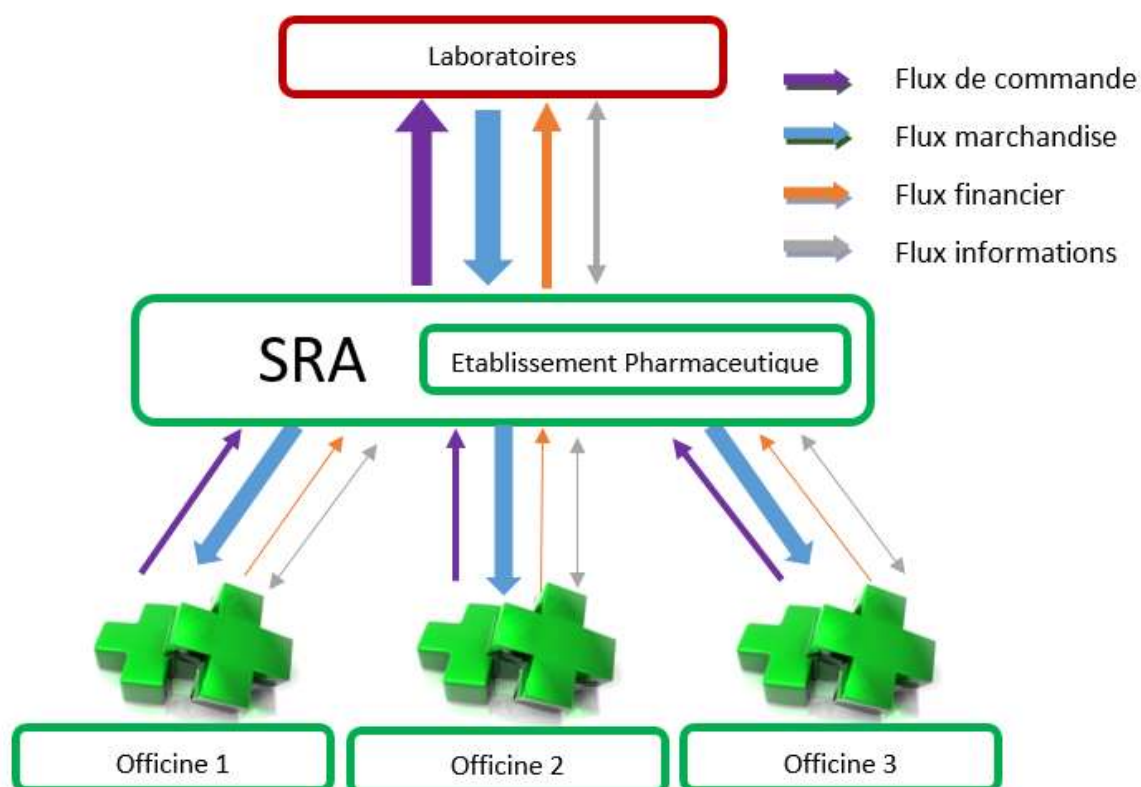 Laboratoires
Flux de commande
Flux marchandise
Flux financier
Flux informations
SRA
Etablissement Pharmaceutique
Officine 1
Officine 2
Officine 3